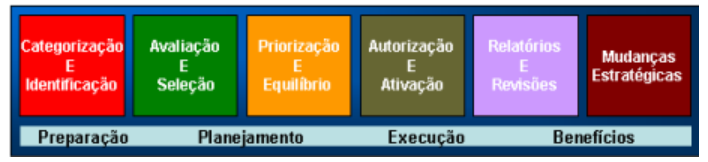 Categorização
E
Identificação
Avaliação
E
Seleção
Priorização
E
Equilíbrio
Autorização
E
Ativação
Relatórios
E
Revisões
Mudanças
Estratégicas
Preparação
Planejamento
Execução
Benefícios